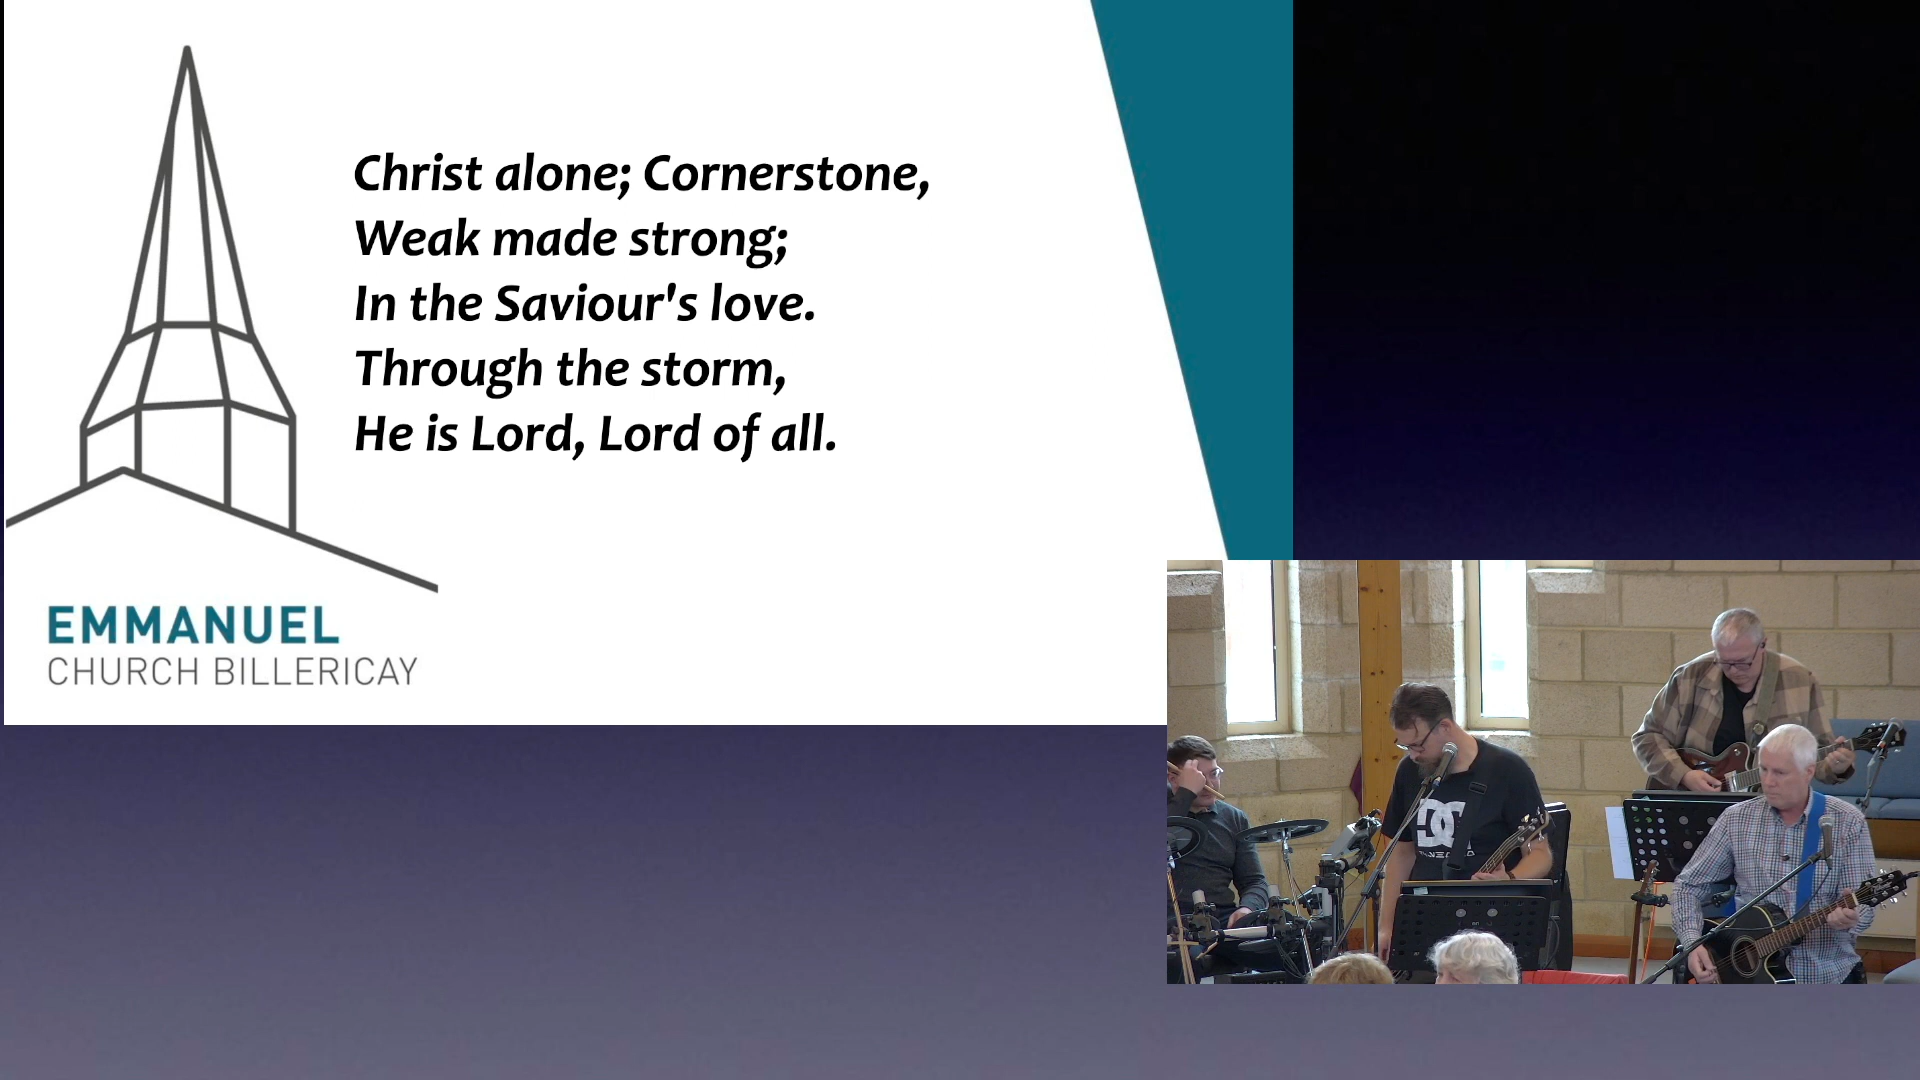 Christ alone; Cornerstone,
Weak made strong;
In the Saviour's love.
Through the storm,
He is Lord, Lord of all.
EMMANUEL
CHURCH BILLERICAY
DC